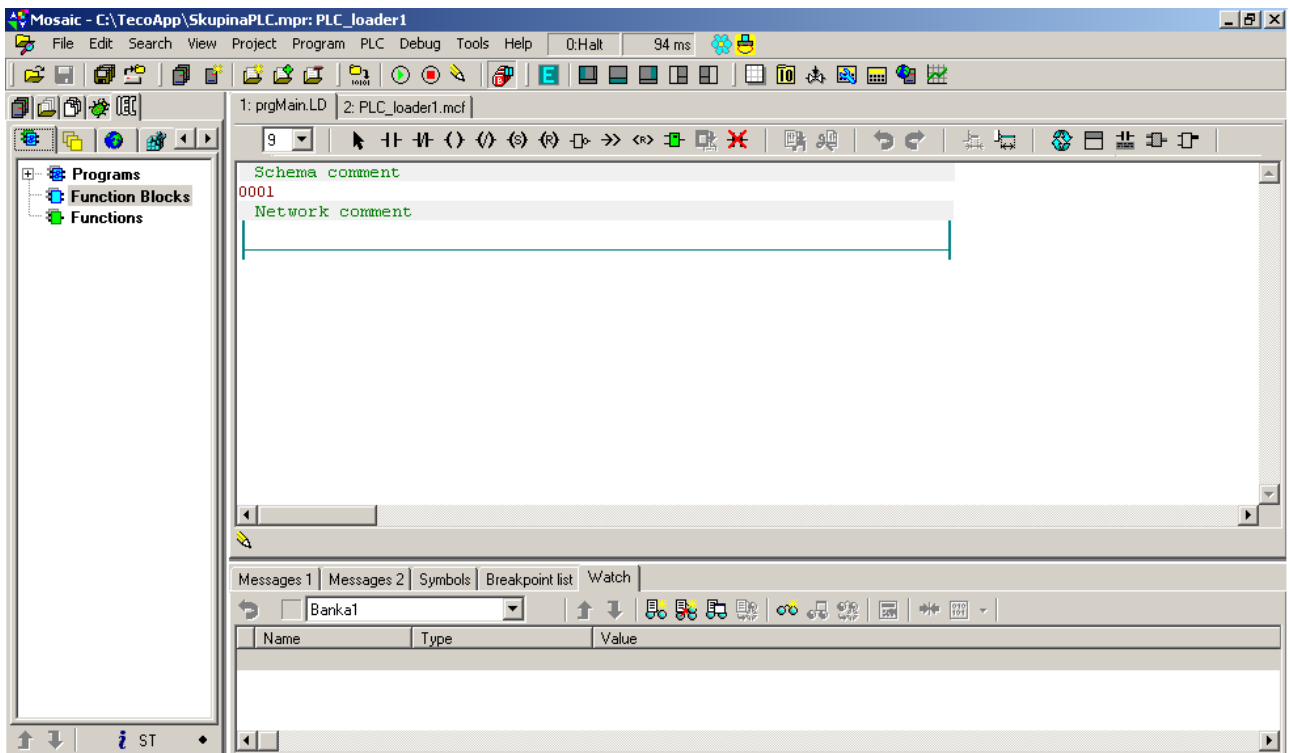 Mosaic - C:\TecoApp\SkupinaPLC.mpr: PLC_loader1
File Edit Search View Project Program PLC Debug Tools Help 0:Halt 94 ms
E IO
1: prgMain.LD 2: PLC_loader1.mcf
9 (S) (R) <R>
Programs
Function Blocks
Functions
Schema comment
0001
Network comment
Messages 1 Messages 2 Symbols Breakpoint list Watch
Banka1
Name Type Value
i ST